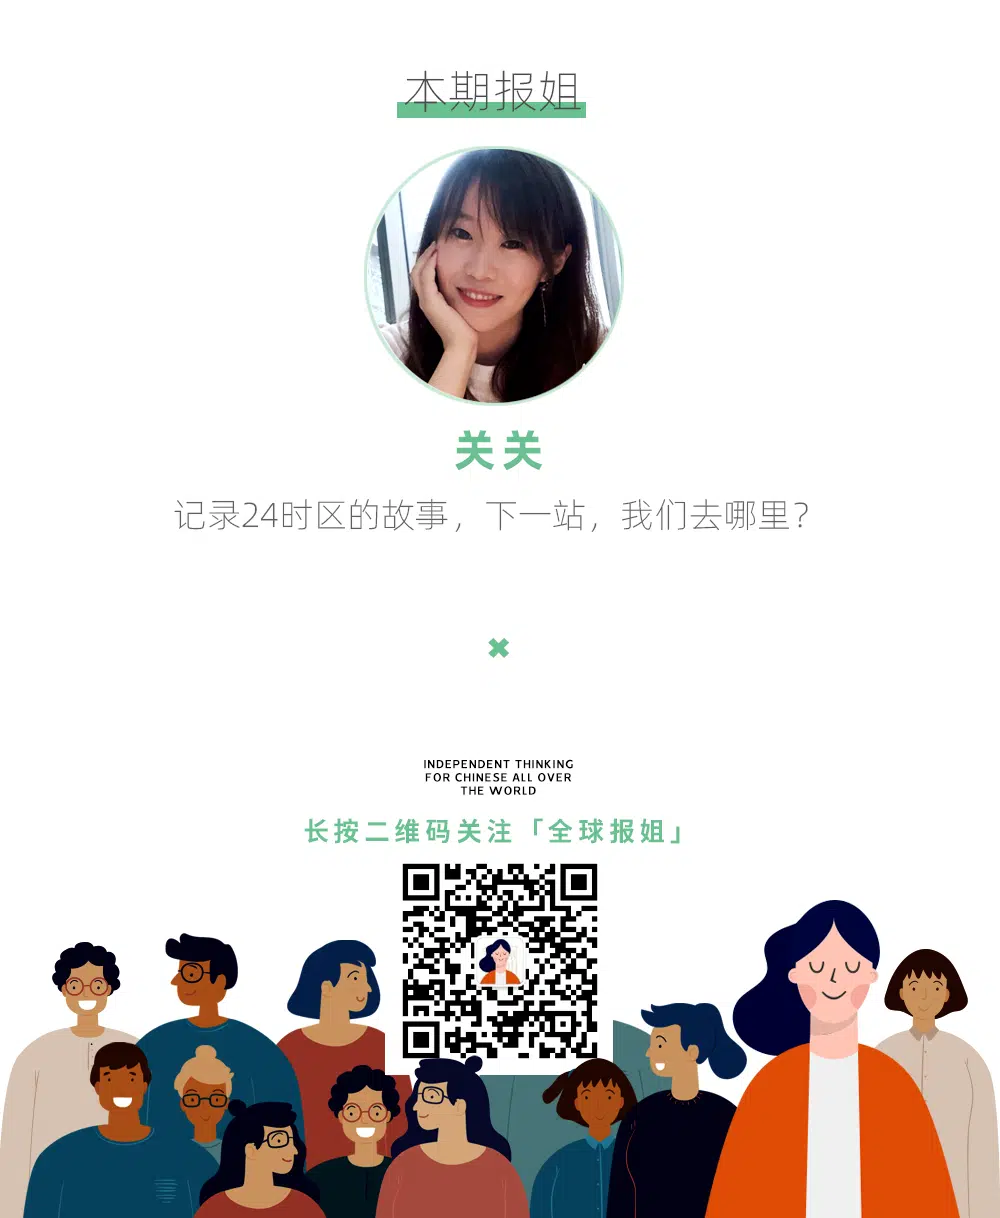 本期报姐
关关
记录24时区的故事，下一站，我们去哪里？
INDEPENDENT THINKING
FOR CHINESE ALL OVER
THE WORLD
长按二维码关注「全球报姐」